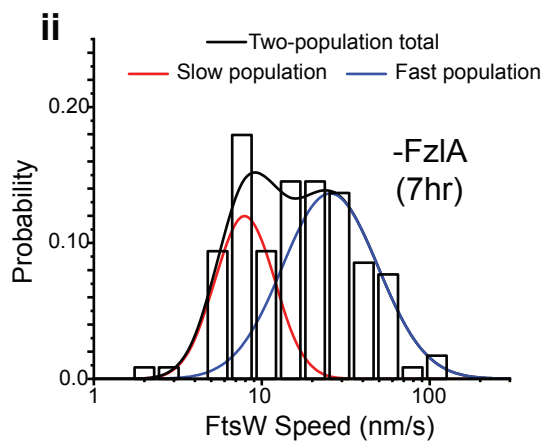 ii
Two-population total
Slow population
Fast population
-FzlA
(7hr)
Probability
0.20
0.10
0.0
1
10
100
FtsW Speed (nm/s)